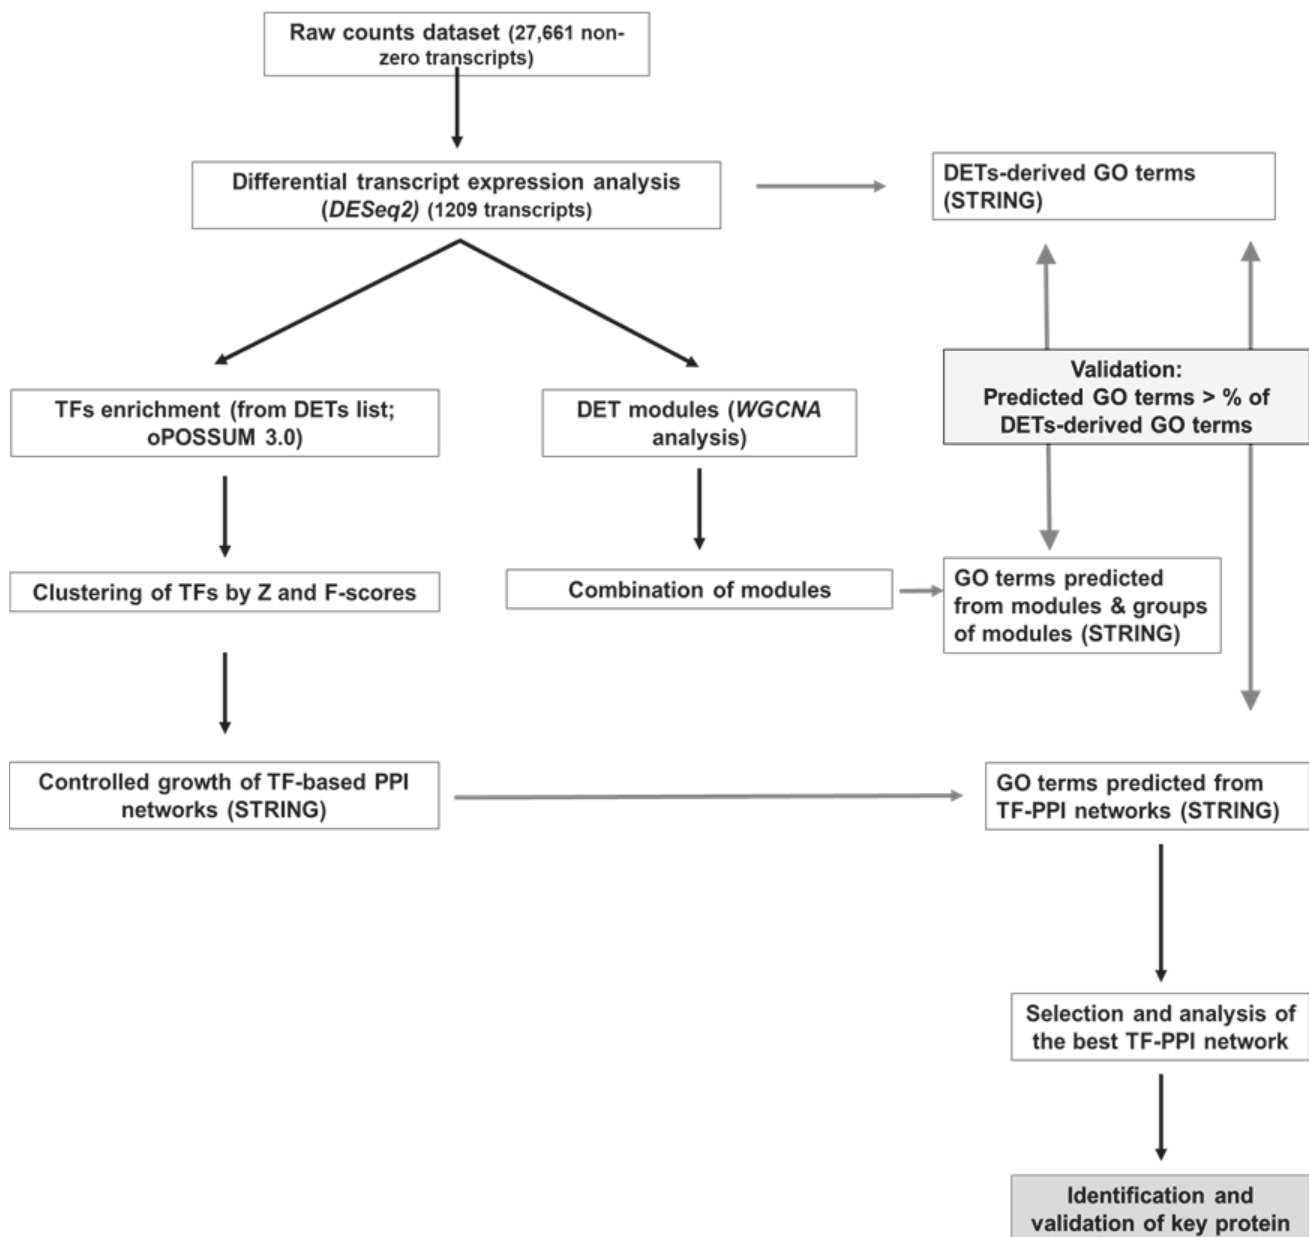 Raw counts dataset (27,661 non-
zero transcripts)
Differential transcript expression analysis
(DESeq2) (1209 transcripts)
DETs-derived GO terms
(STRING)
Validation:
Predicted GO terms > % of
DETs-derived GO terms
TFs enrichment (from DETs list;
oPOSSUM 3.0)
DET modules (WGCNA
analysis)
Clustering of TFs by Z and F-scores
Combination of modules
GO terms predicted
from modules & groups
of modules (STRING)
Controlled growth of TF-based PPI
networks (STRING)
GO terms predicted from
TF-PPI networks (STRING)
Selection and analysis of
the best TF-PPI network
Identification and
validation of key protein